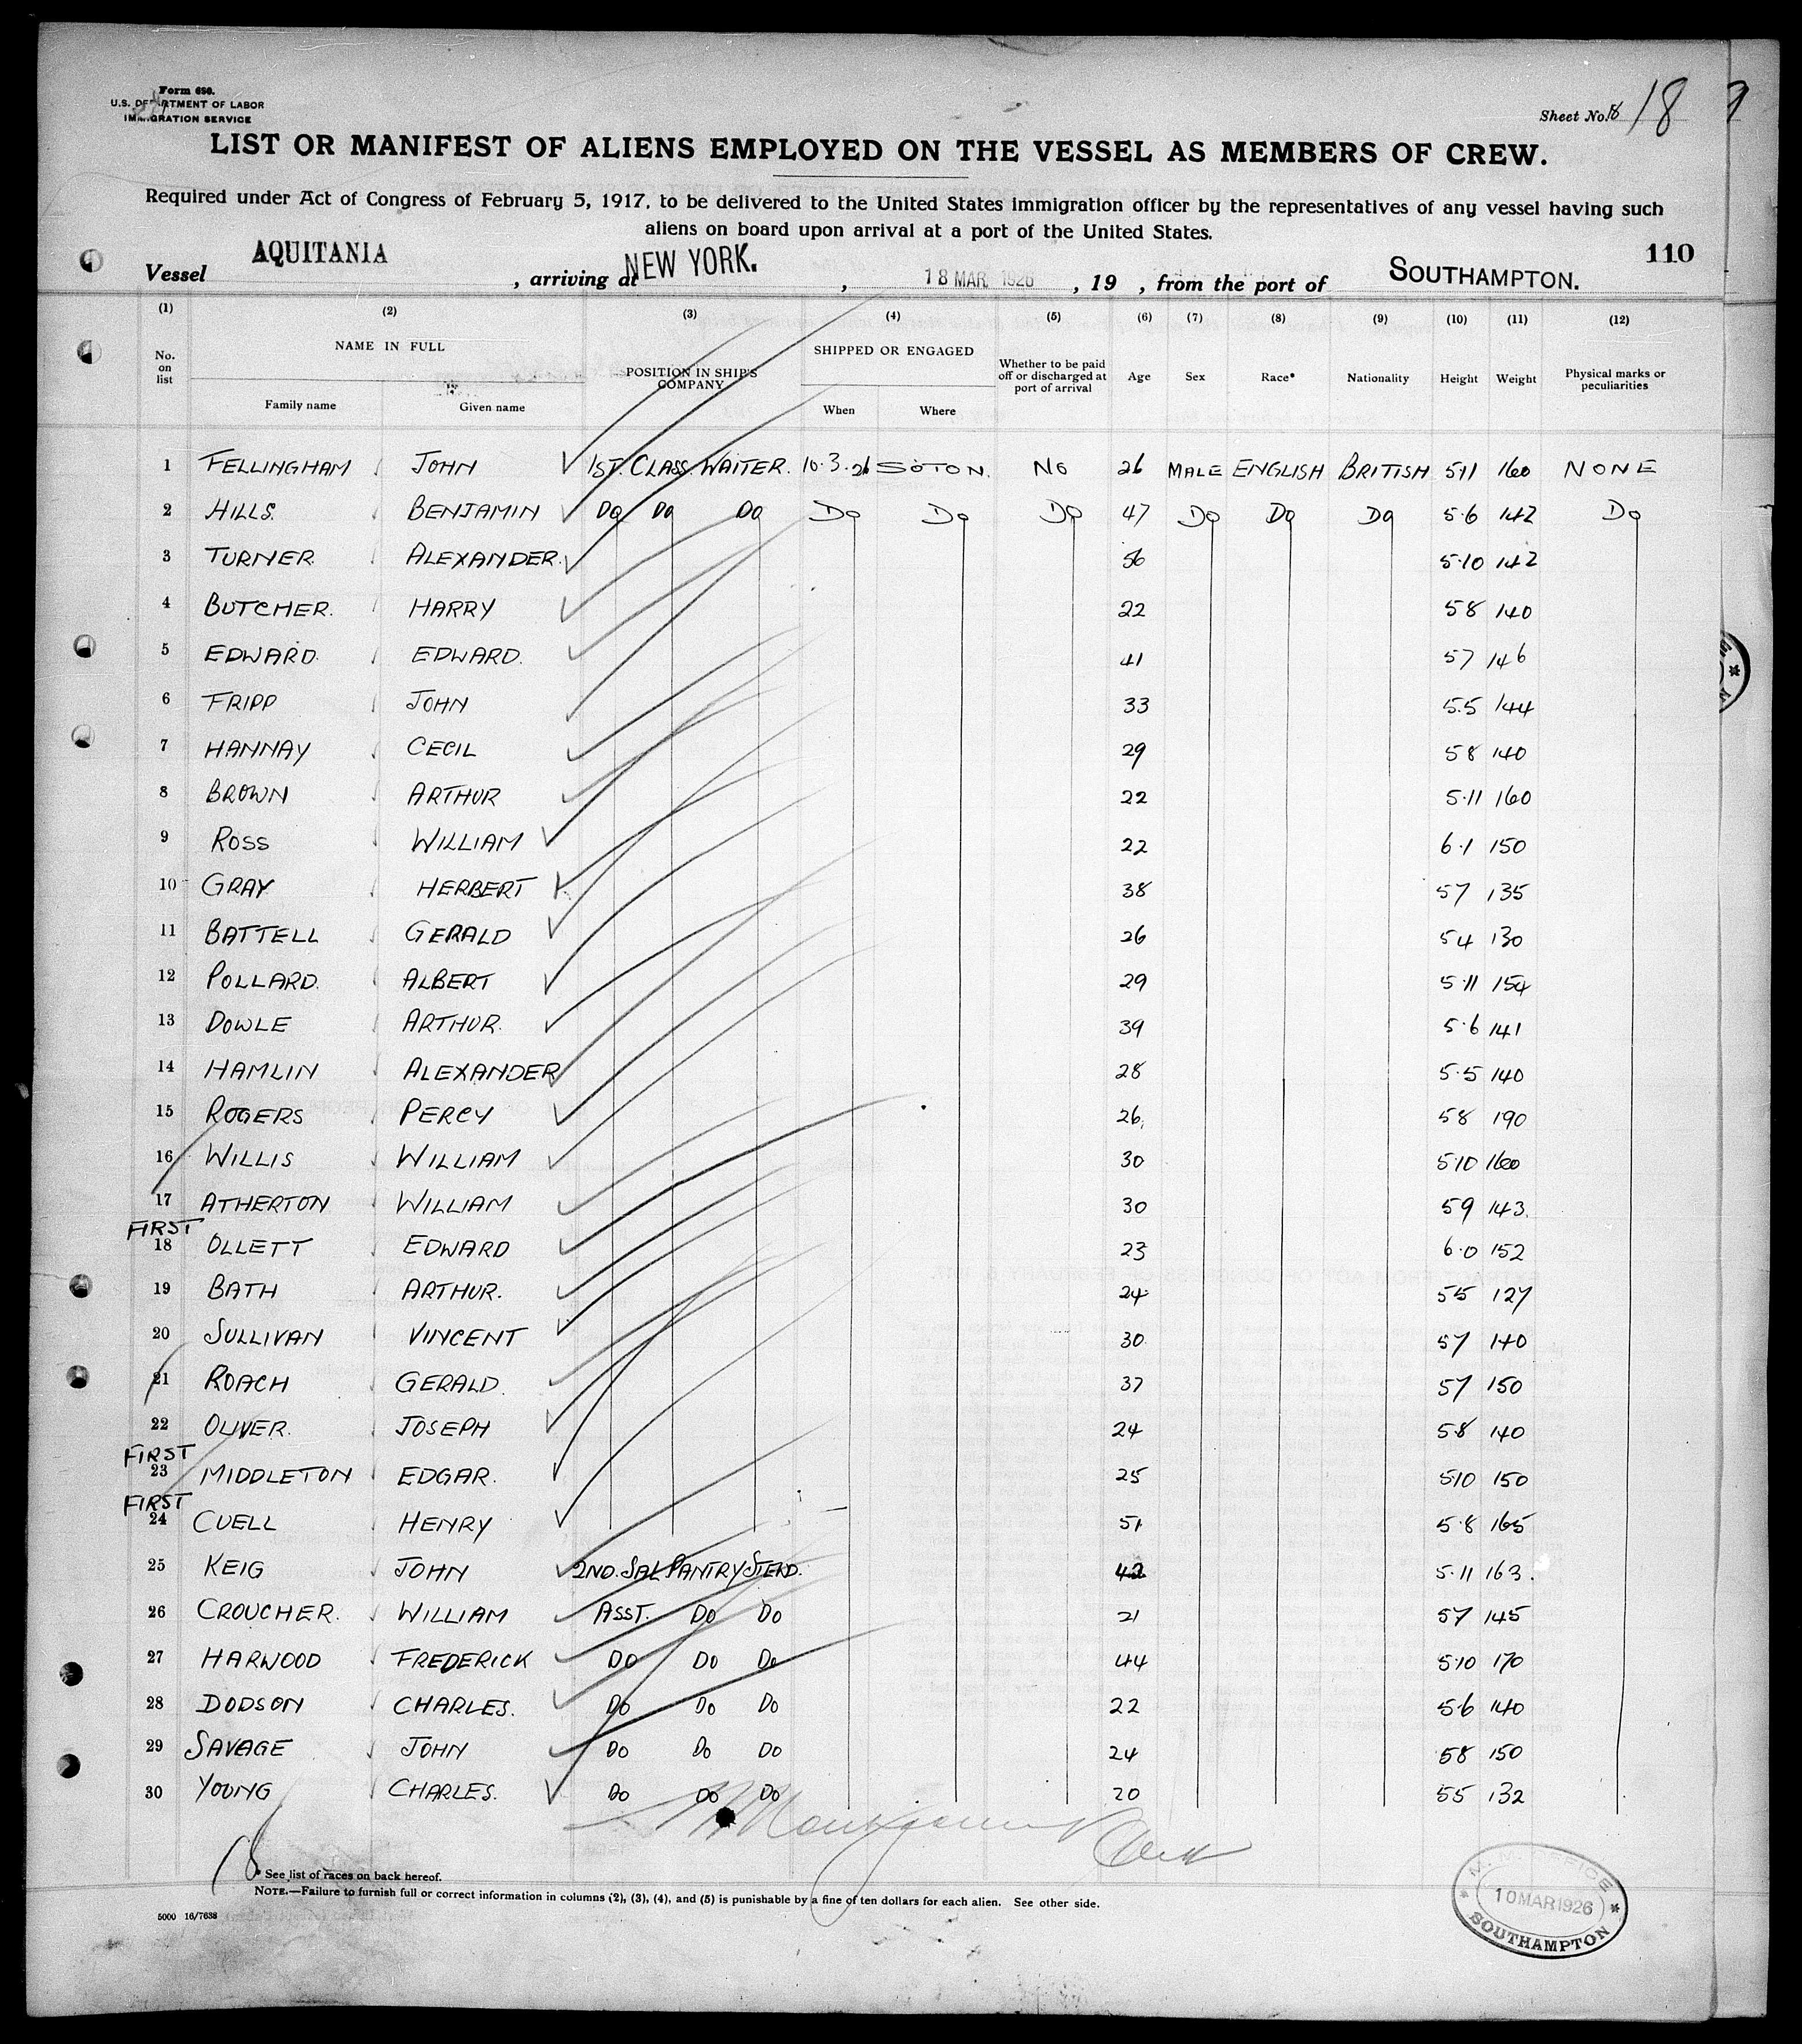 Form 686.
U.S. DEPARTMENT OF LABOR
IMMIGRATION SERVICE
Sheet No. 18
LIST OR MANIFEST OF ALIENS EMPLOYED ON THE VESSEL AS MEMBERS OF CREW.
Required under Act of Congress of February 5, 1917, to be delivered to the United States immigration officer by the representatives of any vessel having such
aliens on board upon arrival at a port of the United States.
110
Vessel AQUITANIA, arriving at NEW YORK., 18 MAR. 1926, 19 , from the port of SOUTHAMPTON.
(1) (2) (3) (4) (5) (6) (7) (8) (9) (10) (11) (12)
No. on list NAME IN FULL Family name Given name POSITION IN SHIP'S COMPANY SHIPPED OR ENGAGED When Where Whether to be paid off or discharged at port of arrival Age Sex Race* Nationality Height Weight Physical marks or peculiarities
1 FELLINGHAM JOHN 1ST. CLASS. WAITER. 10.3.26 SOTON. NO 26 MALE ENGLISH BRITISH 5 11 160 NONE
2 HILLS. BENJAMIN DO DO DO DO DO DO 47 DO DO DO 5.6 142 DO
3 TURNER. ALEXANDER. 56 5.10 142
4 BUTCHER. HARRY 22 5 8 140
5 EDWARD. EDWARD. 41 5 7 146
6 FRIPP JOHN 33 5.5 144
7 HANNAY CECIL 29 5 8 140
8 BROWN ARTHUR 22 5.11 160
9 ROSS WILLIAM 22 6.1 150
10 GRAY HERBERT 38 5 7 135
11 BATTELL GERALD 26 5 4 130
12 POLLARD. ALBERT 29 5.11 154
13 DOWLE ARTHUR. 39 5.6 141
14 HAMLIN ALEXANDER 28 5.5 140
15 ROGERS PERCY 26. 5 8 190
16 WILLIS WILLIAM 30 5.10 160
17 ATHERTON WILLIAM 30 5 9 143.
FIRST
18 OLLETT EDWARD 23 6.0 152
19 BATH ARTHUR. 24 5 5 127
20 SULLIVAN VINCENT 30 5 7 140
21 ROACH GERALD. 37 5 7 150
22 OLIVER. JOSEPH 24 5.8 140
FIRST
23 MIDDLETON EDGAR. 25 5.10 150
FIRST
24 CUELL HENRY 51 5.8 165
25 KEIG JOHN 2ND. SAL PANTRY STEWD. 42 5.11 163.
26 CROUCHER. WILLIAM ASST. DO DO 21 5 7 145
27 HARWOOD FREDERICK DO DO DO 44 5.10 170
28 DODSON CHARLES. DO DO DO 22 5.6 140
29 SAVAGE JOHN DO DO DO 24 5 8 150
30 YOUNG CHARLES. DO DO DO 20 5 5 132
18
* See list of races on back hereof.
NOTE.—Failure to furnish full or correct information in columns (2), (3), (4), and (5) is punishable by a fine of ten dollars for each alien. See other side.
5000 16/7638
M. M. OFFICE
10 MAR 1926
SOUTHAMPTON